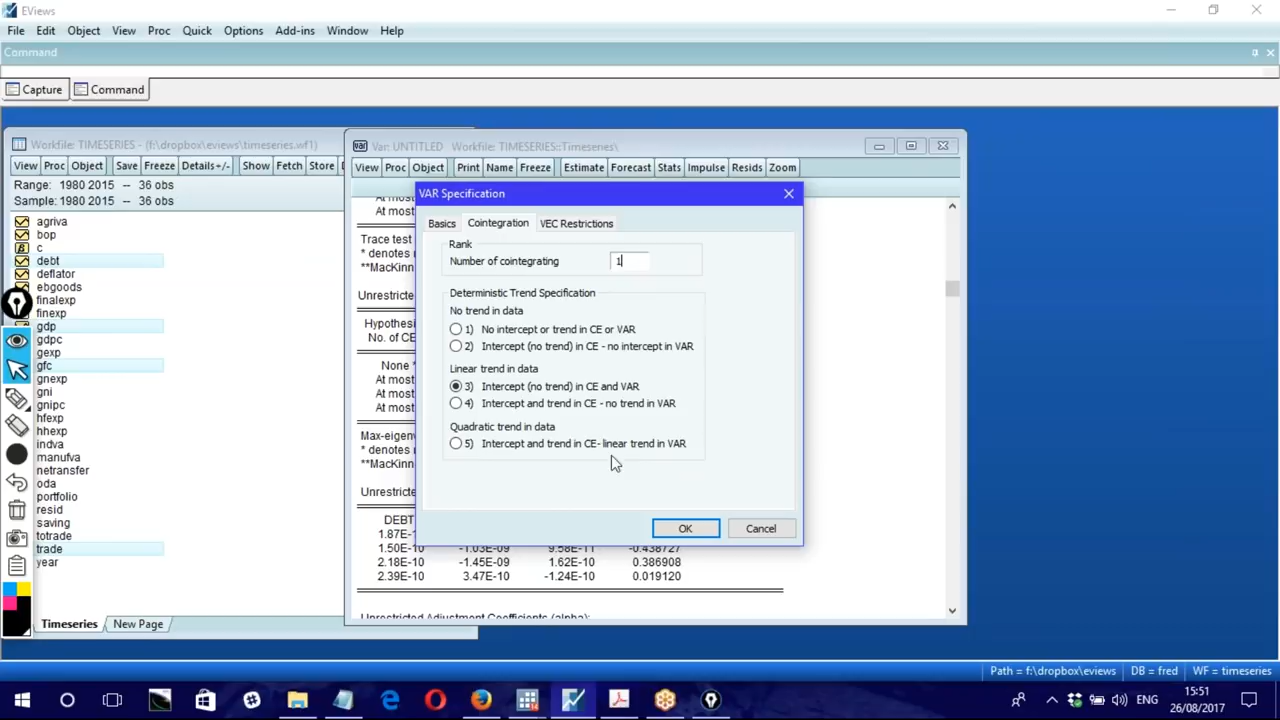 EViews
File Edit Object View Proc Quick Options Add-ins Window Help
Command
Capture Command
Workfile: TIMESERIES - (f:\dropbox\eviews\timeseries.wf1)
View Proc Object Save Freeze Details+/- Show Fetch Store
Range: 1980 2015 -- 36 obs
Sample: 1980 2015 -- 36 obs
agriva
bop
c
debt
deflator
ebgoods
finalexp
finexp
gdp
gdpc
gexp
gfc
gnexp
gni
gnipc
hfexp
hhexp
indva
manufva
netransfer
oda
portfolio
resid
saving
totrade
trade
year
Timeseries New Page
Var: UNTITLED Workfile: TIMESERIES::Timeseries\
View Proc Object Print Name Freeze Estimate Forecast Stats Impulse Resids Zoom
At most
At most
Trace test
* denotes
**MacKinn
Unrestricte
Hypothes
No. of CE
None *
At most
At most
At most
Max-eigen
* denotes
**MacKinn
Unrestricte
DEBT
1.87E-1
1.50E-10 -1.03E-09 9.58E-11 -0.438727
2.18E-10 -1.45E-09 1.62E-10 0.386908
2.39E-10 3.47E-10 -1.24E-10 0.019120
Unrestricted Adjustment Coefficients (alpha):
VAR Specification
Basics Cointegration VEC Restrictions
Rank
Number of cointegrating 1
Deterministic Trend Specification
No trend in data
1) No intercept or trend in CE or VAR
2) Intercept (no trend) in CE - no intercept in VAR
Linear trend in data
3) Intercept (no trend) in CE and VAR
4) Intercept and trend in CE - no trend in VAR
Quadratic trend in data
5) Intercept and trend in CE- linear trend in VAR
OK Cancel
Path = f:\dropbox\eviews DB = fred WF = timeseries
ENG
15:51
26/08/2017